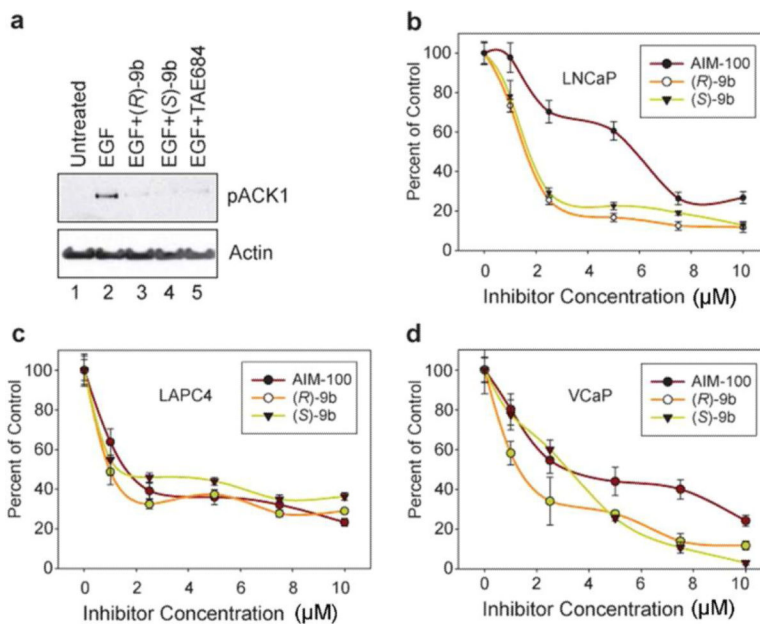 a
Untreated
EGF
EGF+(R)-9b
EGF+(S)-9b
EGF+TAE684
pACK1
Actin
1 2 3 4 5
b
LNCaP
AIM-100
(R)-9b
(S)-9b
Percent of Control
100
80
60
40
20
0
0 2 4 6 8 10
Inhibitor Concentration (µM)
c
LAPC4
AIM-100
(R)-9b
(S)-9b
Percent of Control
100
80
60
40
20
0
0 2 4 6 8 10
Inhibitor Concentration (µM)
d
VCaP
AIM-100
(R)-9b
(S)-9b
Percent of Control
100
80
60
40
20
0
0 2 4 6 8 10
Inhibitor Concentration (µM)